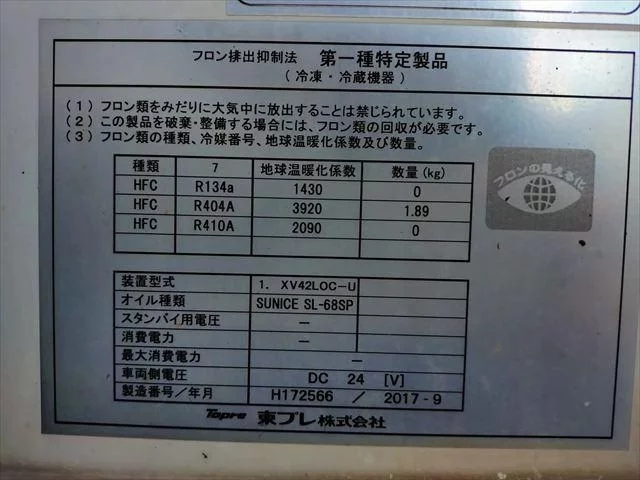 フロン排出抑制法 第一種特定製品
(冷凍・冷蔵機器)
(1) フロン類をみだりに大気中に放出することは禁じられています。
(2) この製品を破棄・整備する場合には、フロン類の回収が必要です。
(3) フロン類の種類、冷媒番号、地球温暖化係数及び数量。
種類 7 地球温暖化係数 数量(kg)
HFC R134a 1430 0
HFC R404A 3920 1.89
HFC R410A 2090 0
フロンの見える化
装置型式 1. XV42LOC-U
オイル種類 SUNICE SL-68SP
スタンバイ用電圧 —
消費電力 —
最大消費電力 —
車両側電圧 DC 24 [V]
製造番号/年月 H172566 / 2017-9
Topre 東プレ株式会社